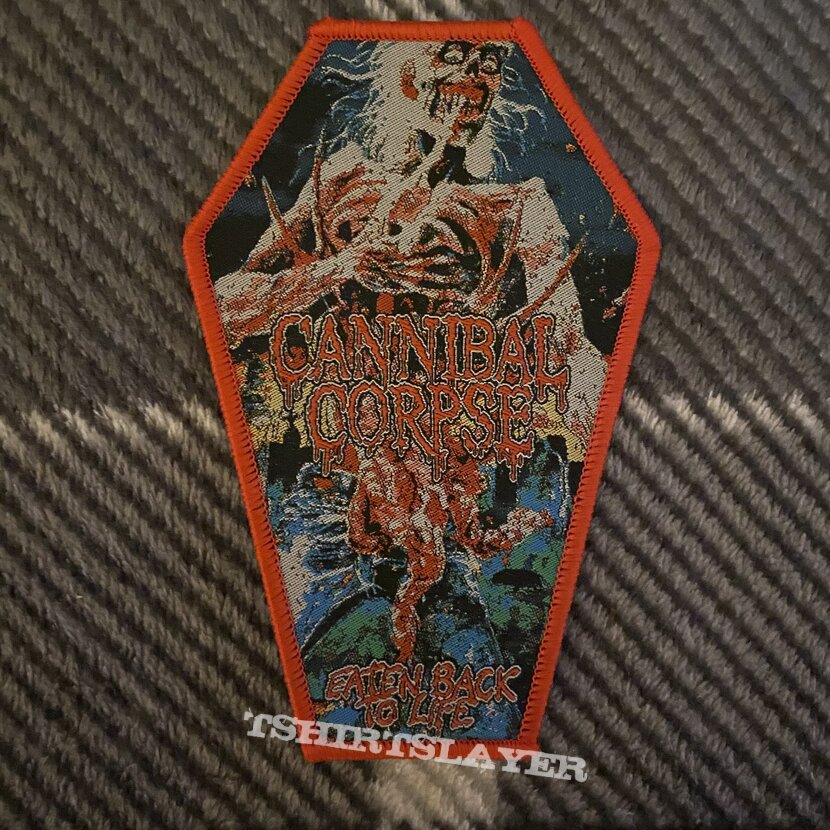 CANNIBAL
CORPSE
EATEN BACK
TO LIFE
TSHIRTSLAYER